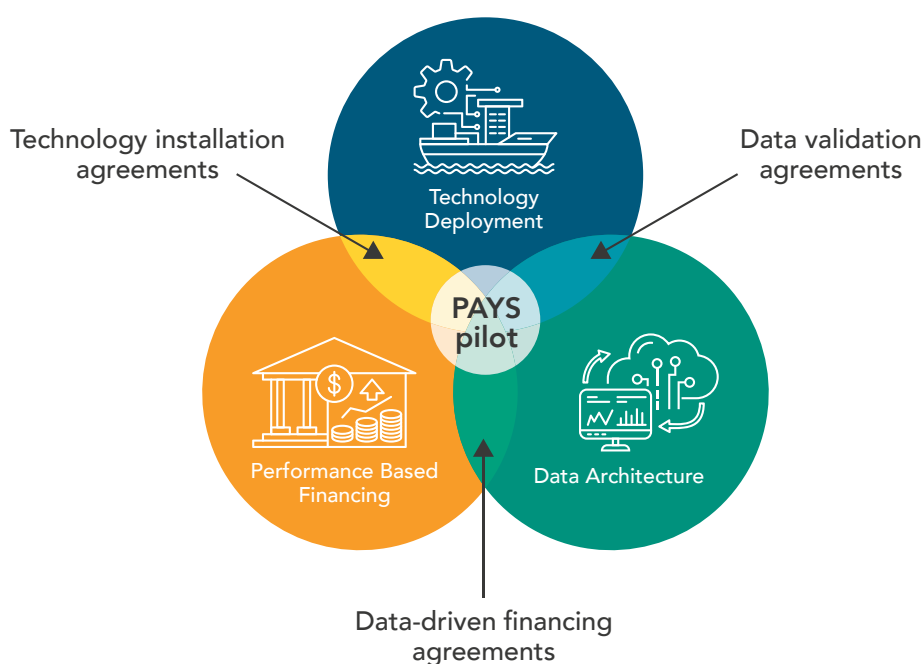 Technology installation
agreements
Data validation
agreements
Technology
Deployment
PAYS
pilot
$
Performance Based
Financing
Data Architecture
Data-driven financing
agreements